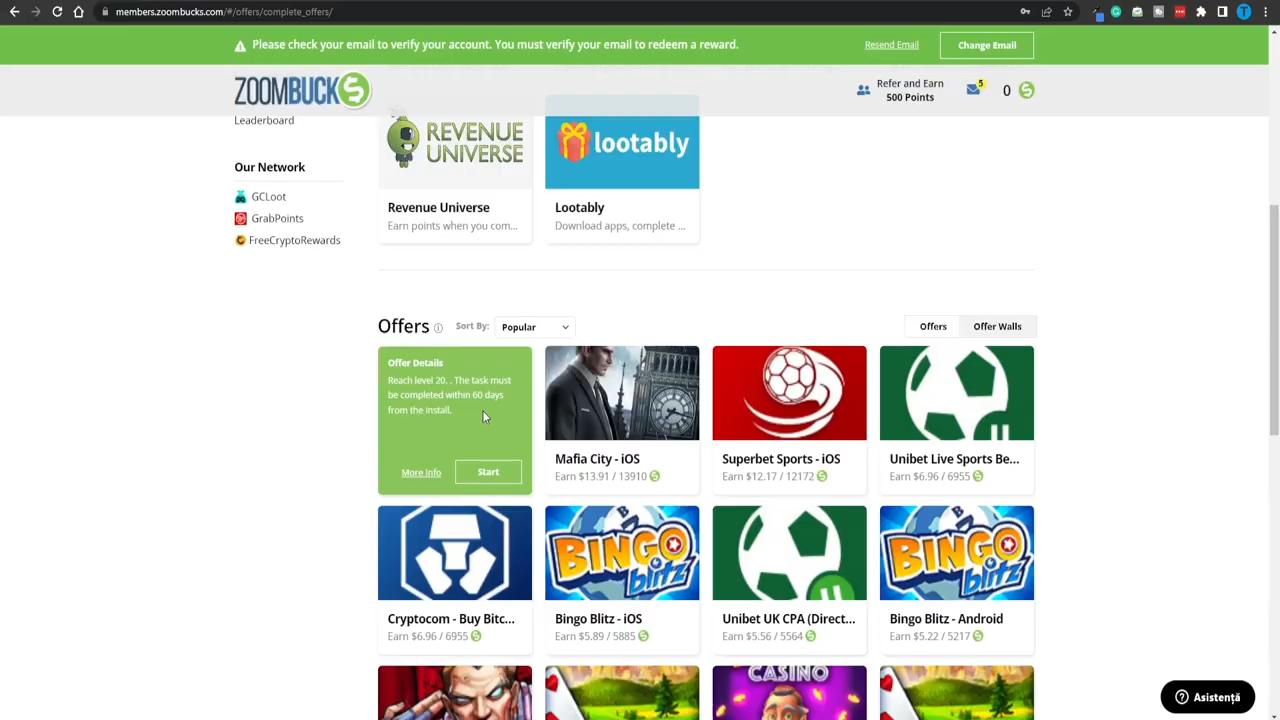 members.zoombucks.com/#/offers/complete_offers/
Please check your email to verify your account. You must verify your email to redeem a reward.
Resend Email
Change Email
ZOOMBUCK$
Refer and Earn
500 Points
5
0
Leaderboard
Our Network
GCLoot
GrabPoints
FreeCryptoRewards
REVENUE
UNIVERSE
Revenue Universe
Earn points when you com...
lootably
Lootably
Download apps, complete ...
Offers
Sort By:
Popular
Offers
Offer Walls
Offer Details
Reach level 20. . The task must
be completed within 60 days
from the install.
More Info
Start
Mafia City - iOS
Earn $13.91 / 13910
Superbet Sports - iOS
Earn $12.17 / 12172
Unibet Live Sports Be...
Earn $6.96 / 6955
Cryptocom - Buy Bitc...
Earn $6.96 / 6955
BINGO
blitz
Bingo Blitz - iOS
Earn $5.89 / 5885
Unibet UK CPA (Direct...
Earn $5.56 / 5564
BINGO
blitz
Bingo Blitz - Android
Earn $5.22 / 5217
CASINO
Asistență